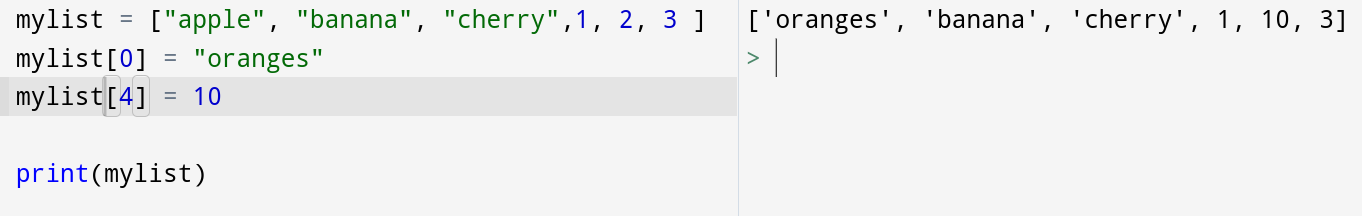 mylist = ["apple", "banana", "cherry",1, 2, 3 ]
mylist[0] = "oranges"
mylist[4] = 10
print(mylist)
['oranges', 'banana', 'cherry', 1, 10, 3]
>